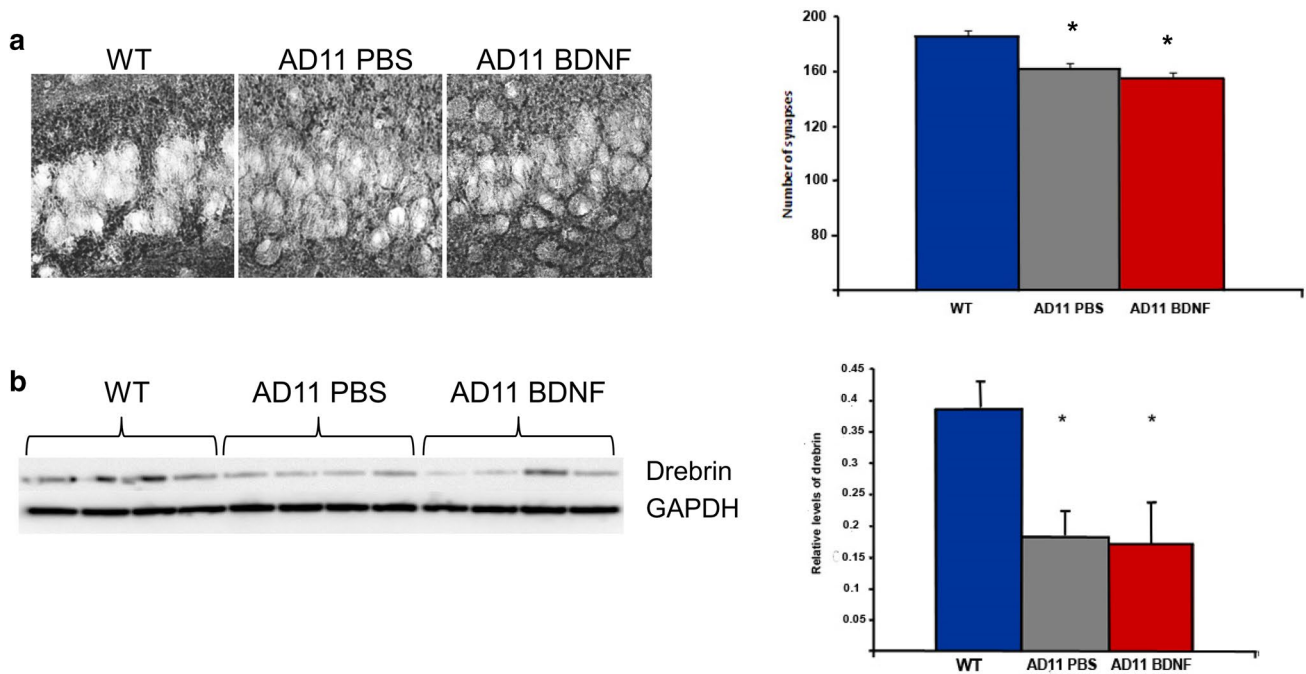 a
WT AD11 PBS AD11 BDNF
200
160
120
100
80
Number of synapses
* *
WT AD11 PBS AD11 BDNF
b
WT AD11 PBS AD11 BDNF
Drebrin
GAPDH
0.45
0.4
0.35
0.3
0.25
0.2
0.15
0.1
0.05
Relative levels of drebrin
* *
WT AD11 PBS AD11 BDNF